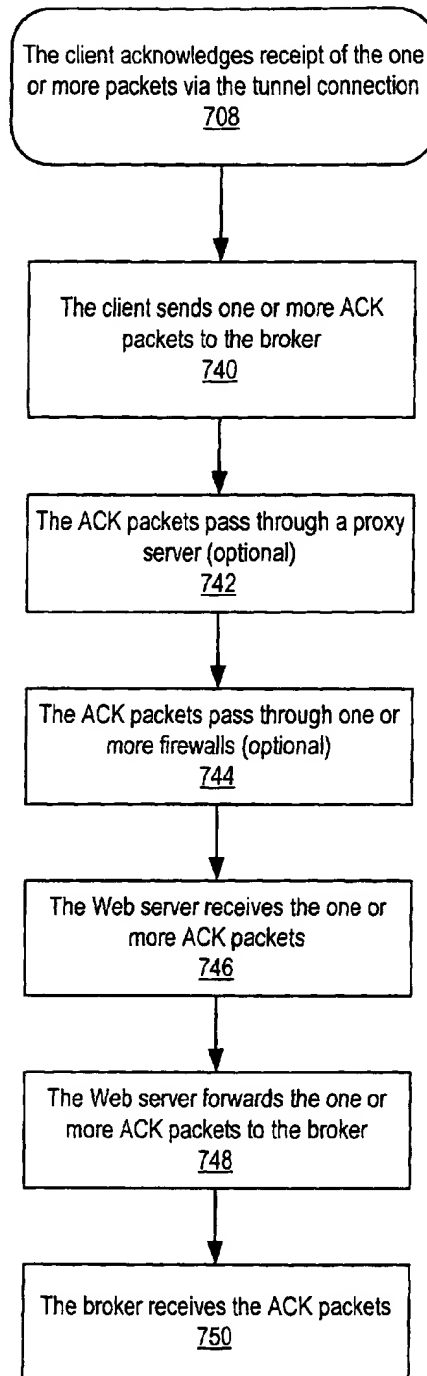 The client acknowledges receipt of the one
or more packets via the tunnel connection
708
The client sends one or more ACK
packets to the broker
740
The ACK packets pass through a proxy
server (optional)
742
The ACK packets pass through one or
more firewalls (optional)
744
The Web server receives the one or
more ACK packets
746
The Web server forwards the one or
more ACK packets to the broker
748
The broker receives the ACK packets
750